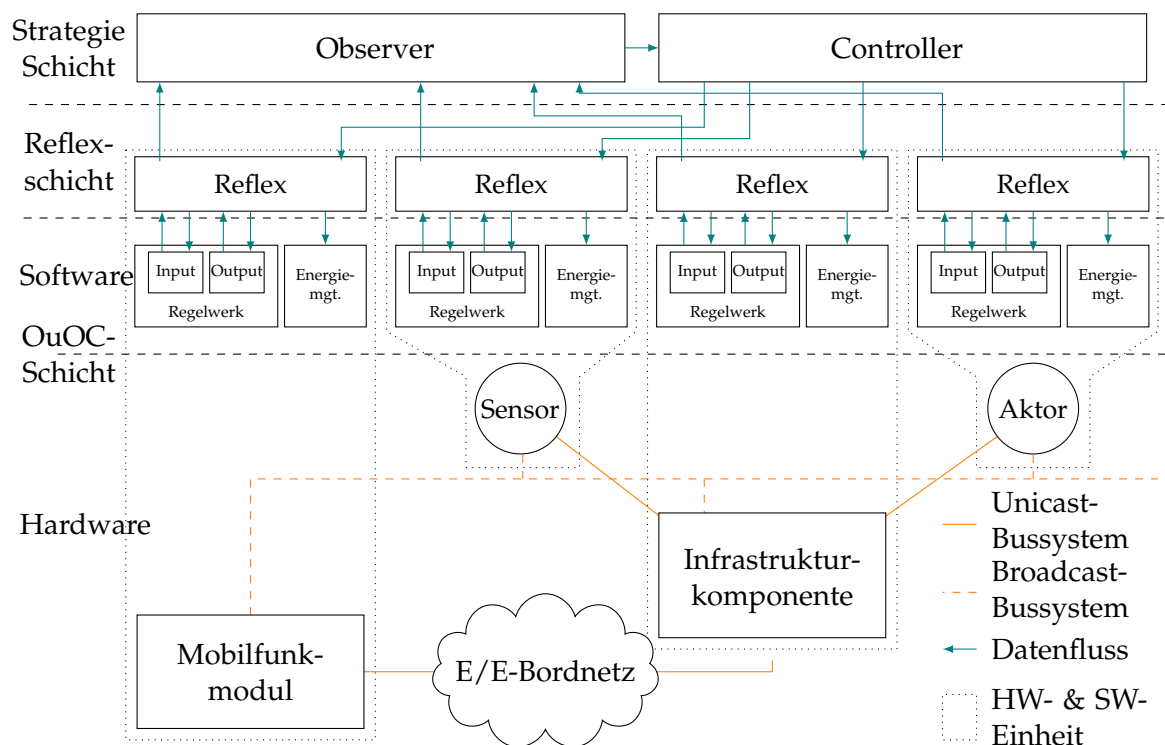 Strategie
Schicht
Observer
Controller
Reflex-
schicht
Reflex
Reflex
Reflex
Reflex
Software
Input
Output
Regelwerk
Energie-
mgt.
Input
Output
Regelwerk
Energie-
mgt.
Input
Output
Regelwerk
Energie-
mgt.
Input
Output
Regelwerk
Energie-
mgt.
OuOC-
Schicht
Sensor
Aktor
Hardware
Infrastruktur-
komponente
Mobilfunk-
modul
E/E-Bordnetz
Unicast-
Bussystem
Broadcast-
Bussystem
Datenfluss
HW- & SW-
Einheit